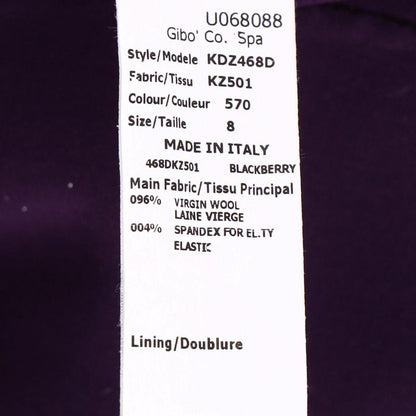 U068088
Gibo' Co. Spa
Style/Modele KDZ468D
Fabric/Tissu KZ501
Colour/Couleur 570
Size/Taille 8
MADE IN ITALY
468DKZ501 BLACKBERRY
Main Fabric/Tissu Principal
096% VIRGIN WOOL
LAINE VIERGE
004% SPANDEX FOR EL.TY
ELASTIC
Lining/Doublure